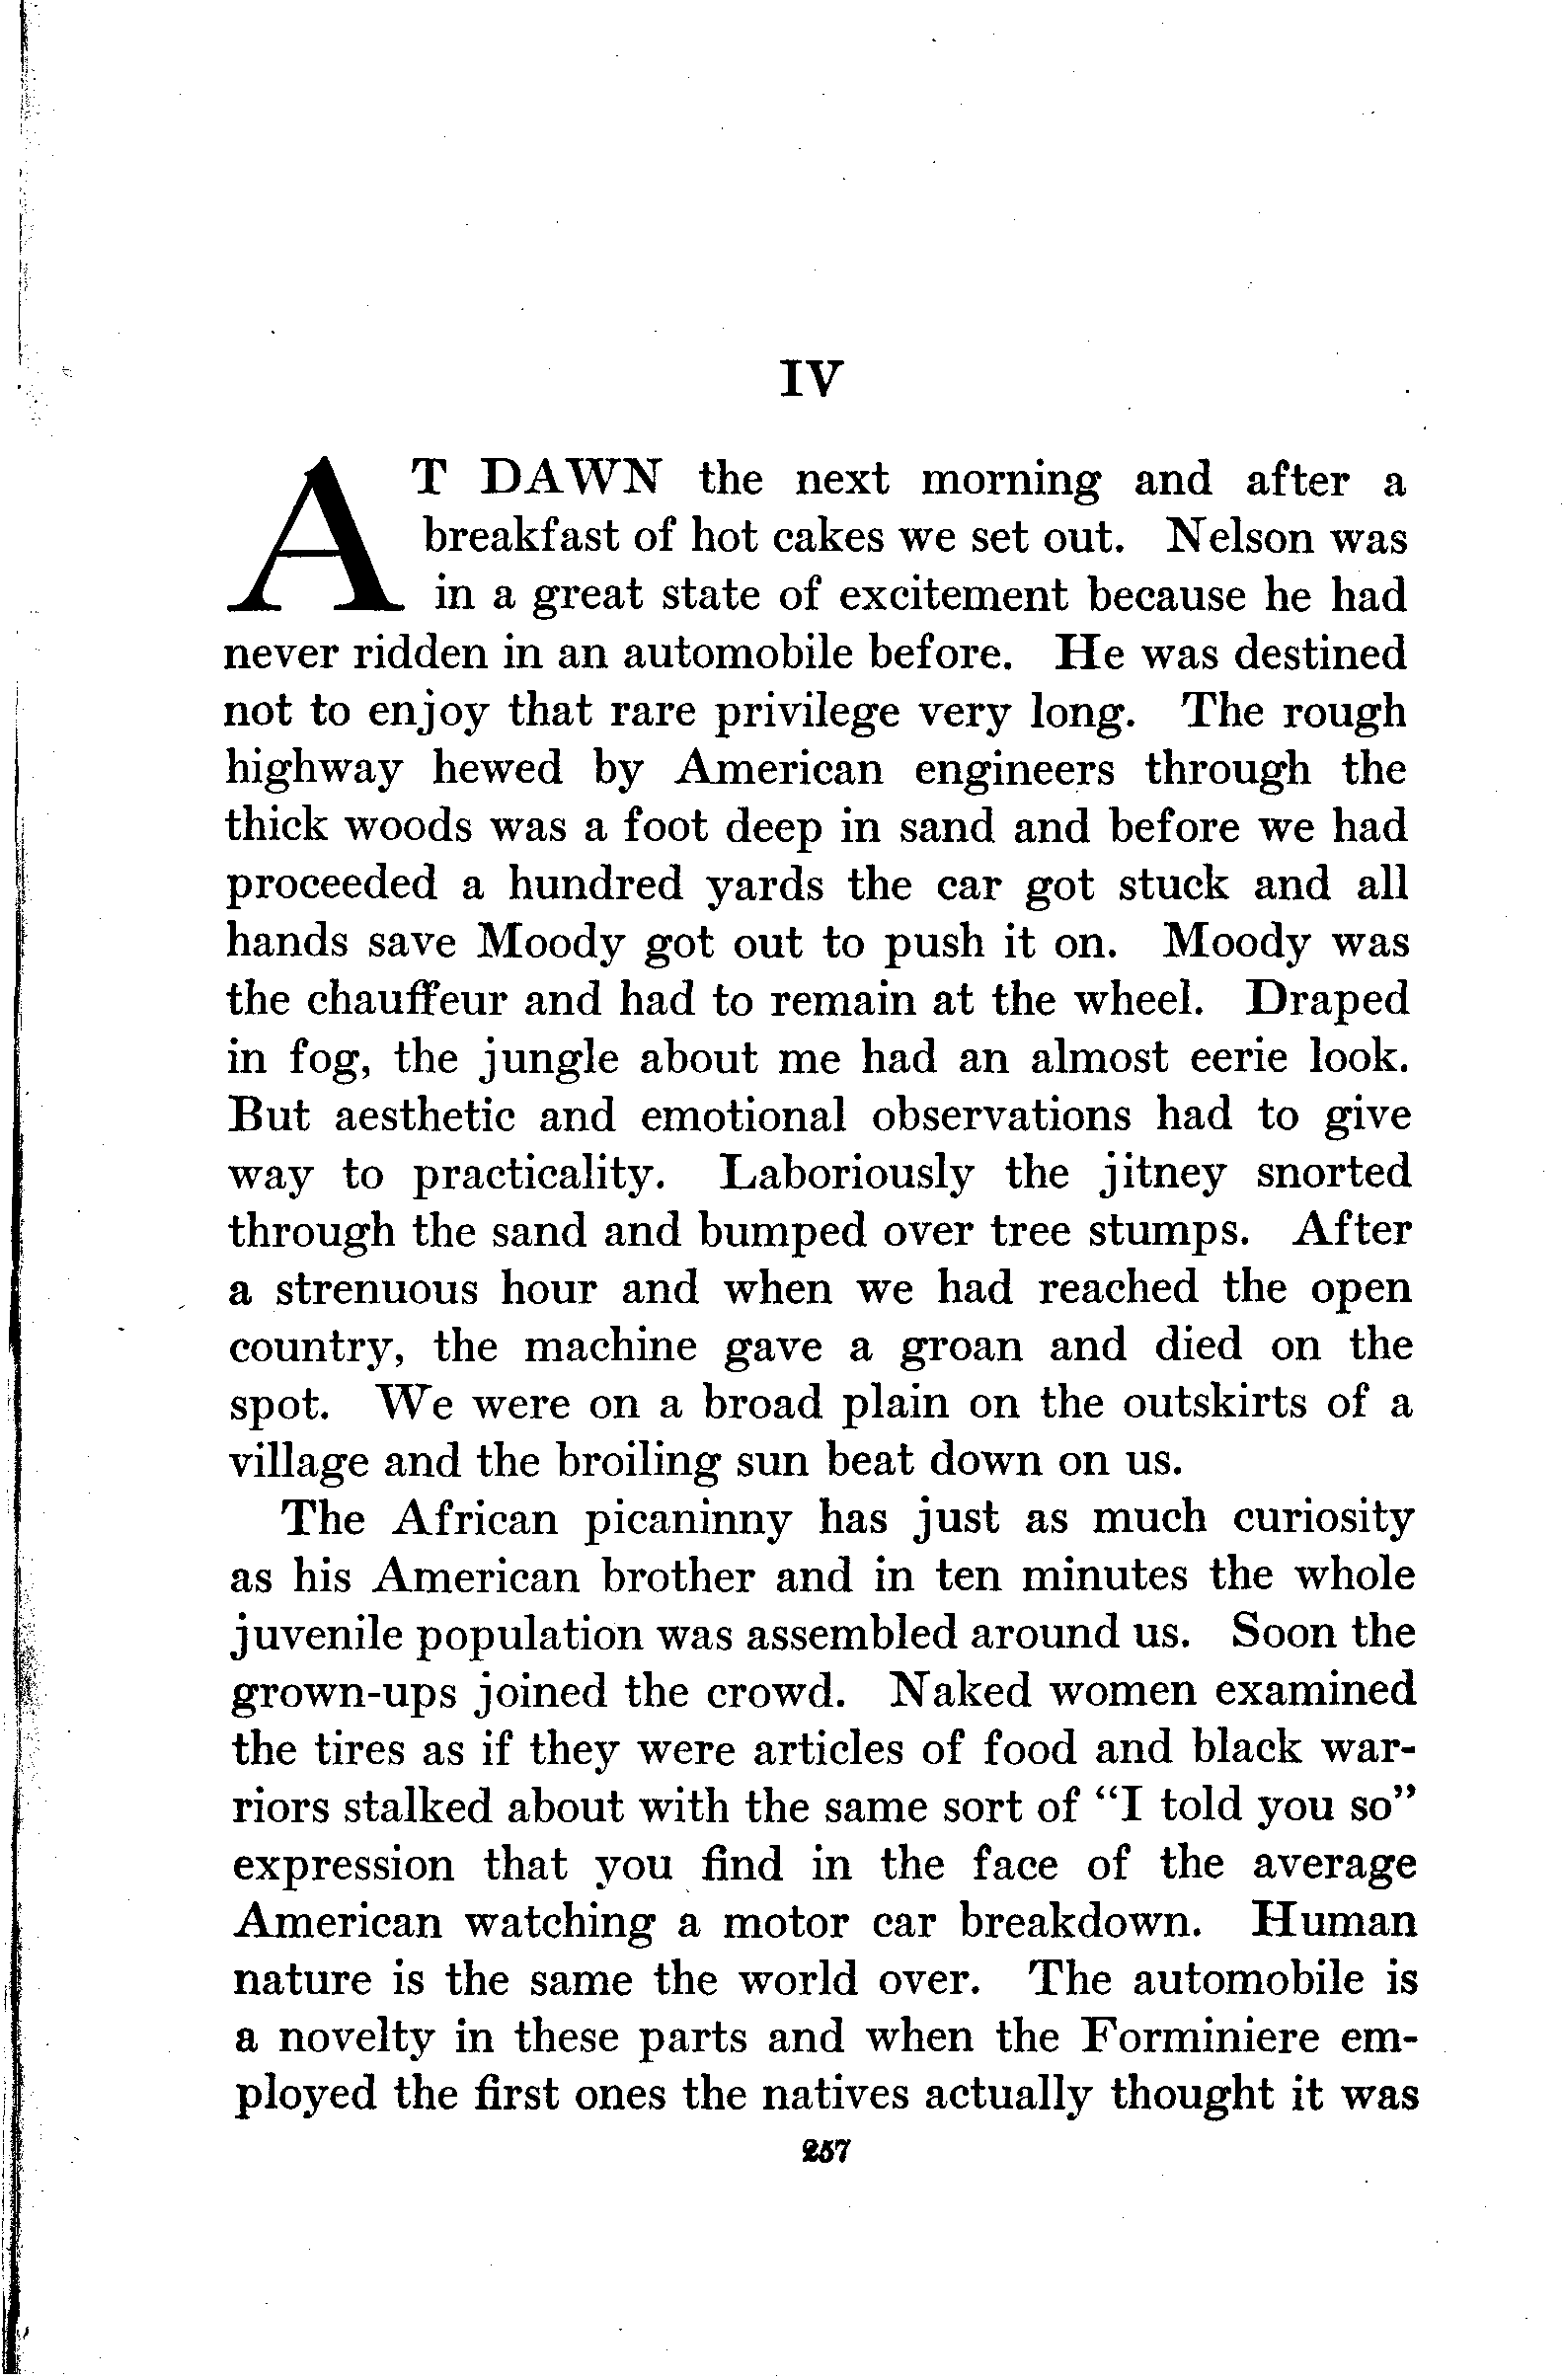 IV
AT DAWN the next morning and after a
breakfast of hot cakes we set out. Nelson was
in a great state of excitement because he had
never ridden in an automobile before. He was destined
not to enjoy that rare privilege very long. The rough
highway hewed by American engineers through the
thick woods was a foot deep in sand and before we had
proceeded a hundred yards the car got stuck and all
hands save Moody got out to push it on. Moody was
the chauffeur and had to remain at the wheel. Draped
in fog, the jungle about me had an almost eerie look.
But aesthetic and emotional observations had to give
way to practicality. Laboriously the jitney snorted
through the sand and bumped over tree stumps. After
a strenuous hour and when we had reached the open
country, the machine gave a groan and died on the
spot. We were on a broad plain on the outskirts of a
village and the broiling sun beat down on us.
The African picaninny has just as much curiosity
as his American brother and in ten minutes the whole
juvenile population was assembled around us. Soon the
grown-ups joined the crowd. Naked women examined
the tires as if they were articles of food and black war-
riors stalked about with the same sort of “I told you so”
expression that you find in the face of the average
American watching a motor car breakdown. Human
nature is the same the world over. The automobile is
a novelty in these parts and when the Forminiere em-
ployed the first ones the natives actually thought it was
257